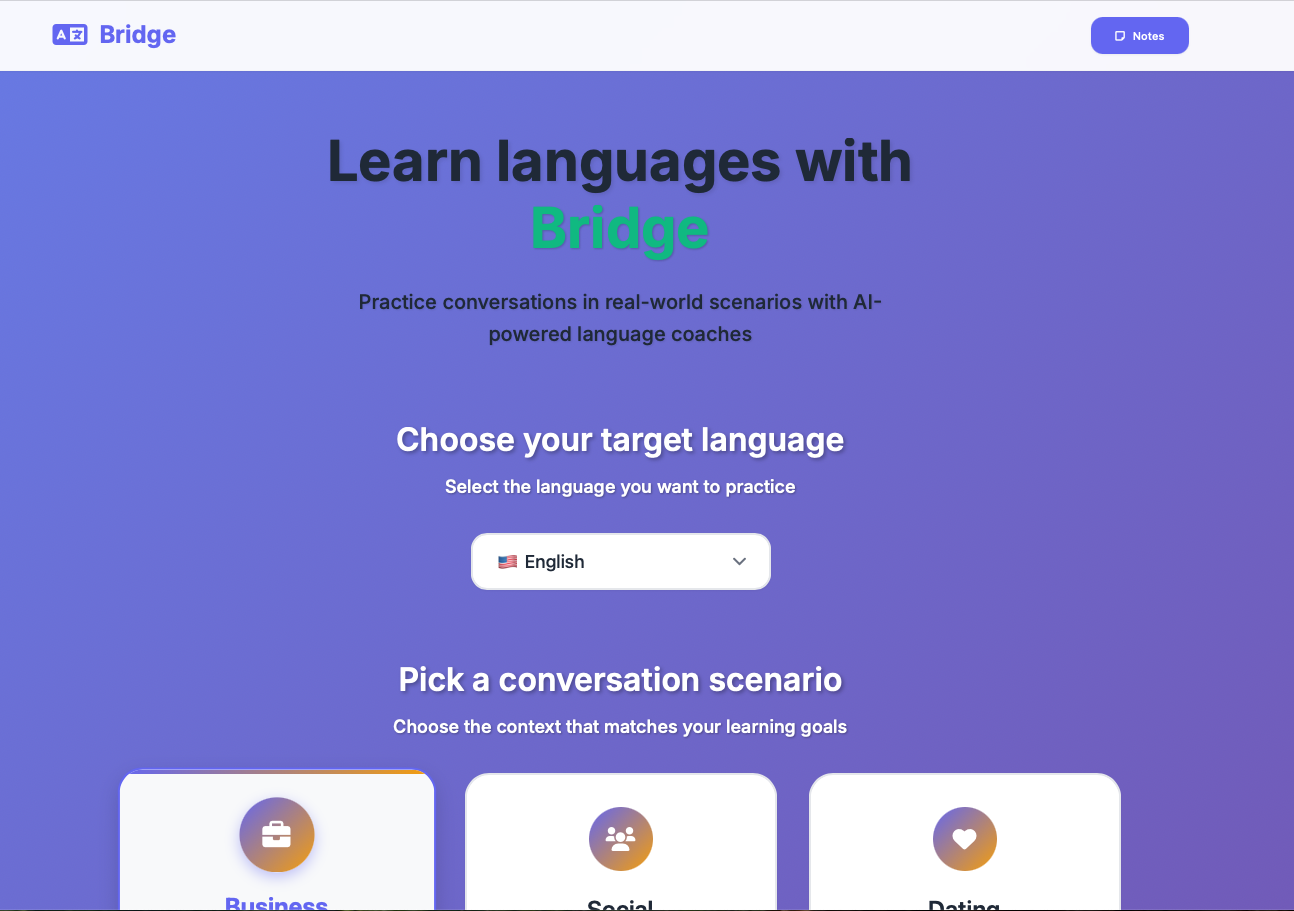 Bridge
Notes
Learn languages with
Bridge
Practice conversations in real-world scenarios with AI-
powered language coaches
Choose your target language
Select the language you want to practice
English
Pick a conversation scenario
Choose the context that matches your learning goals
Business
Social
Dating